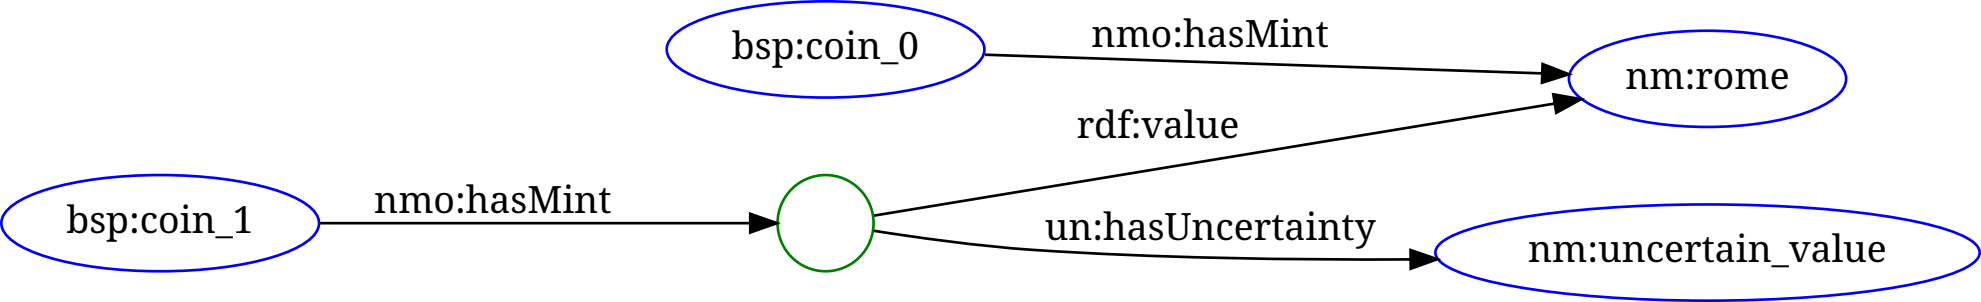 bsp:coin_0
nmo:hasMint
nm:rome
rdf:value
bsp:coin_1
nmo:hasMint
un:hasUncertainty
nm:uncertain_value